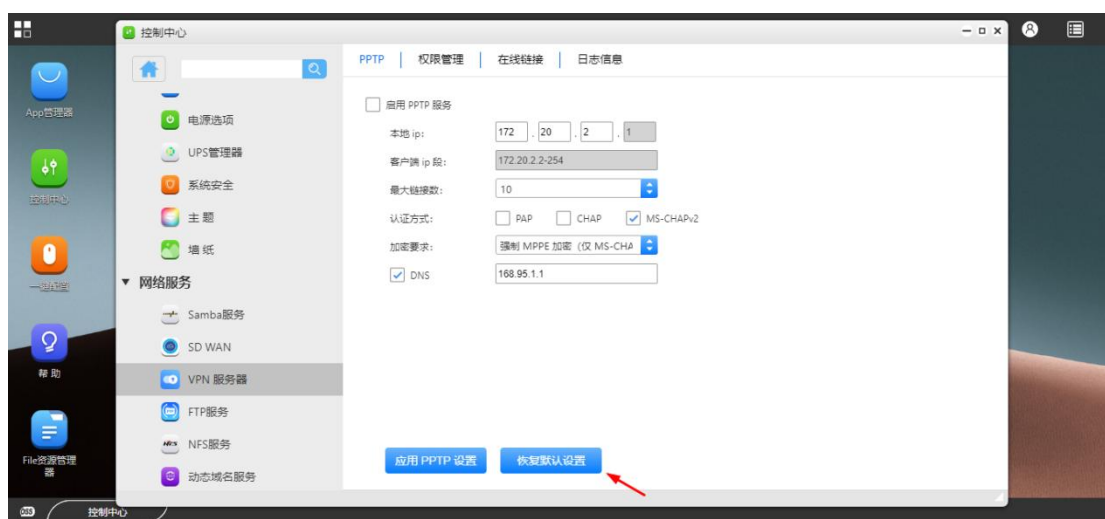 控制中心
App管理器
控制中心
帮 助
File资源管理
器
电源选项
UPS管理器
系统安全
主 题
墙 纸
网络服务
Samba服务
SD WAN
VPN 服务器
FTP服务
NFS服务
动态域名服务
PPTP
权限管理
在线链接
日志信息
启用 PPTP 服务
本地 ip: 172 . 20 . 2 . 1
客户端 ip 段: 172.20.2.2-254
最大链接数: 10
认证方式: PAP CHAP MS-CHAPv2
加密要求: 强制 MPPE 加密（仅 MS-CHA
DNS 168.95.1.1
应用 PPTP 设置
恢复默认设置
控制中心